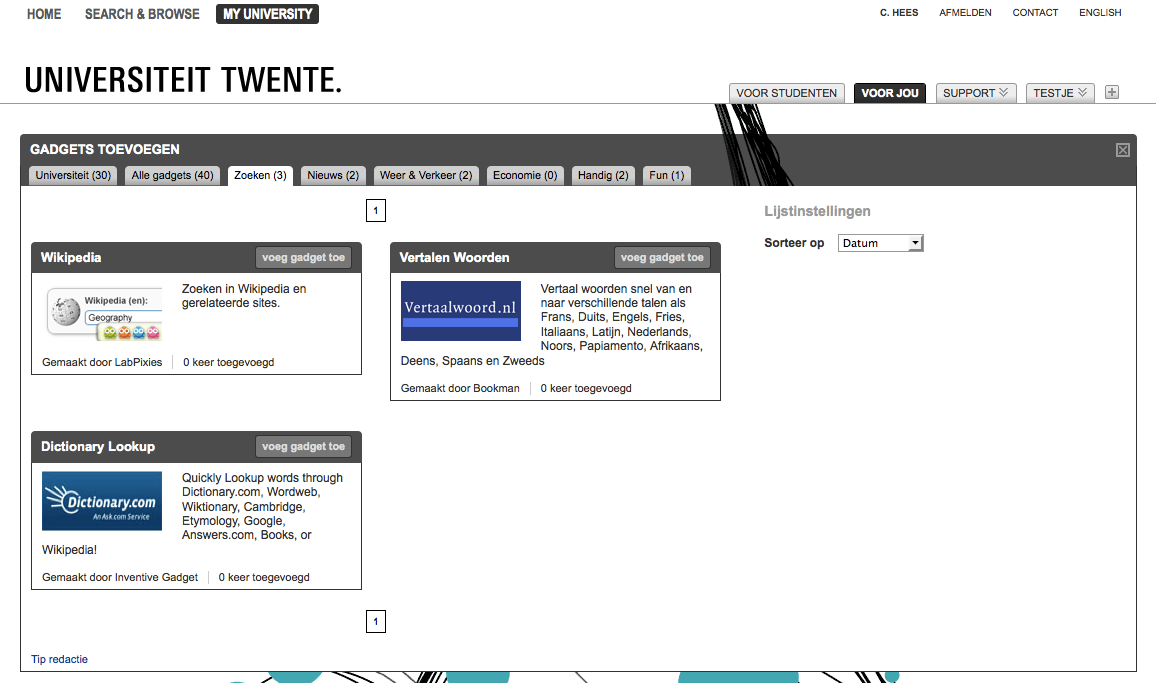 HOME SEARCH & BROWSE MY UNIVERSITY
C. HEES AFMELDEN CONTACT ENGLISH
UNIVERSITEIT TWENTE.
VOOR STUDENTEN VOOR JOU SUPPORT TESTJE
GADGETS TOEVOEGEN
Universiteit (30) Alle gadgets (40) Zoeken (3) Nieuws (2) Weer & Verkeer (2) Economie (0) Handig (2) Fun (1)
1
Lijstinstellingen
Sorteer op Datum
Wikipedia voeg gadget toe
Wikipedia (en):
Geography
Zoeken in Wikipedia en
gerelateerde sites.
Gemaakt door LabPixies 0 keer toegevoegd
Vertalen Woorden voeg gadget toe
Vertaalwoord.nl
Vertaal woorden snel van en
naar verschillende talen als
Frans, Duits, Engels, Fries,
Italiaans, Latijn, Nederlands,
Noors, Papiamento, Afrikaans,
Deens, Spaans en Zweeds
Gemaakt door Bookman 0 keer toegevoegd
Dictionary Lookup voeg gadget toe
Dictionary.com
An Ask.com Service
Quickly Lookup words through
Dictionary.com, Wordweb,
Wiktionary, Cambridge,
Etymology, Google,
Answers.com, Books, or
Wikipedia!
Gemaakt door Inventive Gadget 0 keer toegevoegd
1
Tip redactie